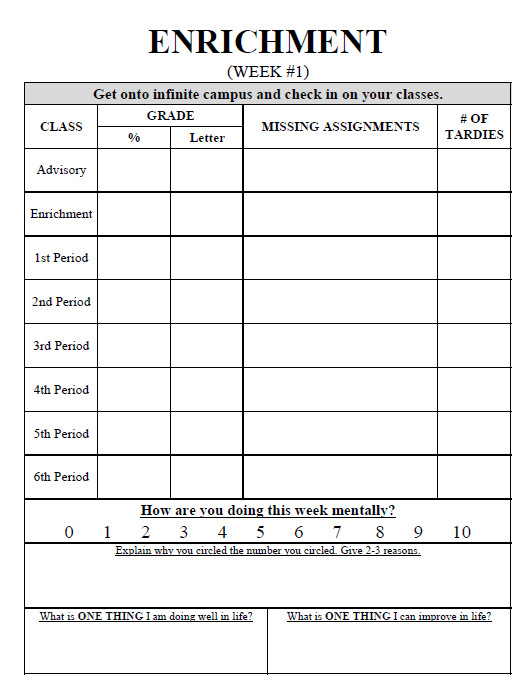 ENRICHMENT
(WEEK #1)
Get onto infinite campus and check in on your classes.
CLASS
GRADE
%
Letter
MISSING ASSIGNMENTS
# OF
TARDIES
Advisory
Enrichment
1st Period
2nd Period
3rd Period
4th Period
5th Period
6th Period
How are you doing this week mentally?
0 1 2 3 4 5 6 7 8 9 10
Explain why you circled the number you circled. Give 2-3 reasons.
What is ONE THING I am doing well in life?
What is ONE THING I can improve in life?